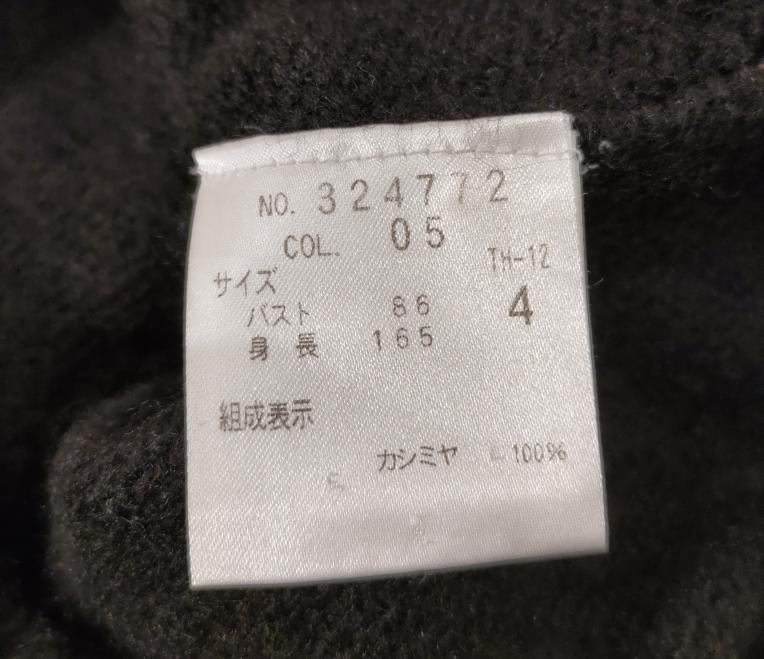 NO. 324772
COL. 05
TH-12
サイズ
バスト 86 4
身長 165
組成表示
カシミヤ 100%